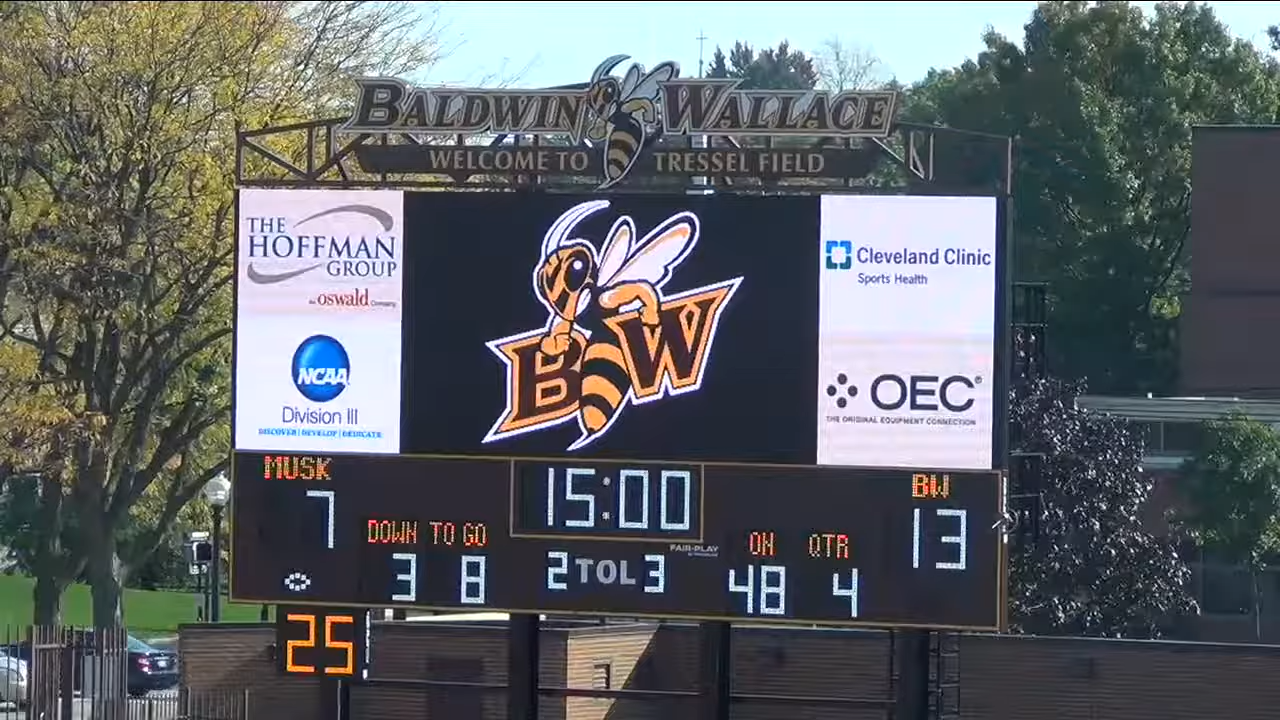 BALDWIN WALLACE
WELCOME TO TRESSEL FIELD
THE
HOFFMAN
GROUP
An oswald Company
NCAA
Division III
DISCOVER | DEVELOP | DEDICATE
BW
Cleveland Clinic
Sports Health
OEC®
THE ORIGINAL EQUIPMENT CONNECTION
MUSK
7
15:00
BW
13
DOWN TO GO
3 8
2 TOL 3
FAIR-PLAY
ON QTR
48 4
25